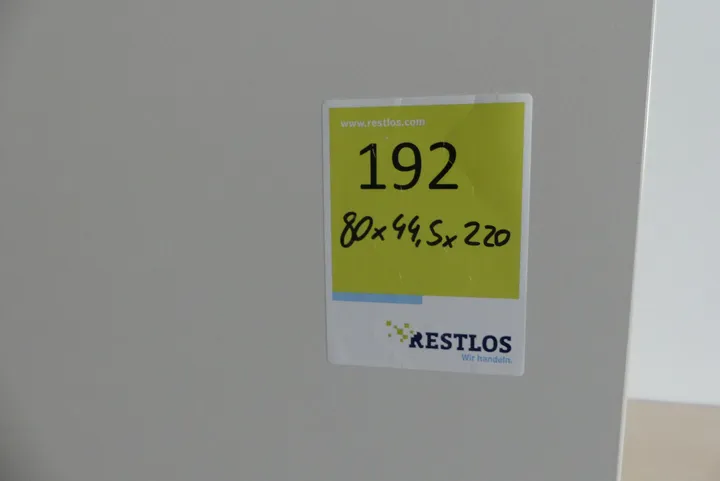 www.restlos.com
192
80x44,5x220
RESTLOS
Wir handeln.